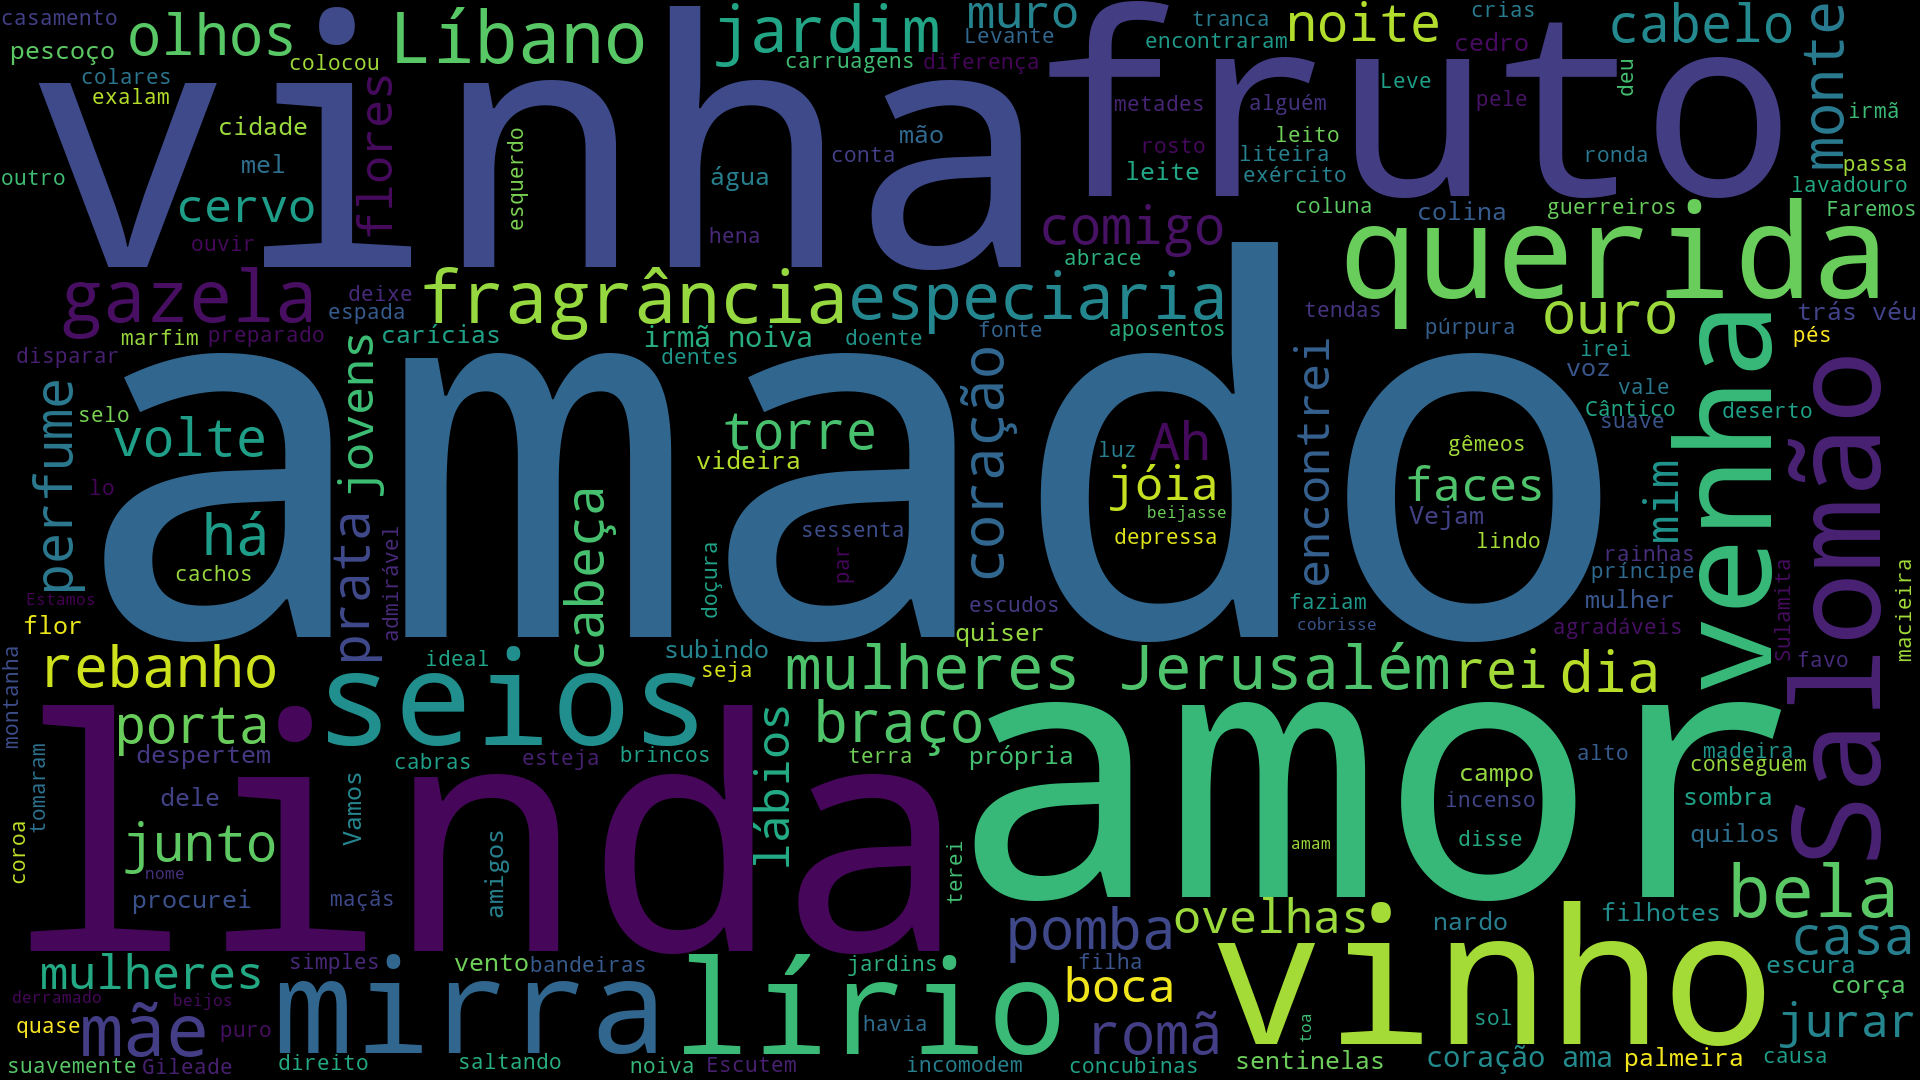 casamento
olhos
Líbano
jardim
muro
tranca
noite
crias
cabelo
monte
pescoço
colocou
Levante
encontraram
cedro
colares
carruagens
diferença
deu
exalam
vinha
fruto
Leve
metades
alguém
pele
irmã
flores
cidade
mão
leito
rosto
mel
conta
liteira
ronda
passa
outro
esquerdo
água
leite
exército
lavadouro
cervo
coluna
colina
guerreiros
Faremos
ouvir
hena
comigo
querida
abrace
gazela
deixe
fragrância
especiaria
espada
tendas
ouro
trás véu
marfim
preparado
carícias
irmã noiva
doente
fonte
aposentos
púrpura
pés
disparar
dentes
irei
voz
vale
amado
venha
salomão
perfume
selo
jovens
coração
encontrei
Cântico
deserto
suave
volte
torre
luz
Ah
gêmeos
videira
jóia
faces
mim
lo
prata
beijasse
Vejam
há
cabeça
sessenta
depressa
lindo
admirável
doçura
par
rainhas
cachos
príncipe
sulamita
macieira
Estamos
escudos
faziam
mulher
flor
quiser
cobrisse
agradáveis
montanha
rebanho
ideal
subindo
seja
mulheres Jerusalém
rei
dia
favo
seios
porta
braço
amor
despertem
cabras
esteja
brincos
lábios
terra
própria
alto
madeira
conseguem
linda
tomaram
dele
Vamos
campo
incenso
sombra
coroa
junto
amigos
disse
quilos
nome
amam
procurei
maçãs
terei
bela
pomba
ovelhas
nardo
filhotes
casa
mulheres
simples
vento
bandeiras
jardins
filha
vinho
escura
derramado
beijos
mirra
lírio
boca
corça
quase
mãe
puro
havia
romã
toa
sol
jurar
suavemente
Gileade
direito
saltando
noiva
Escutem
incomodem
concubinas
sentinelas
coração ama
palmeira
causa